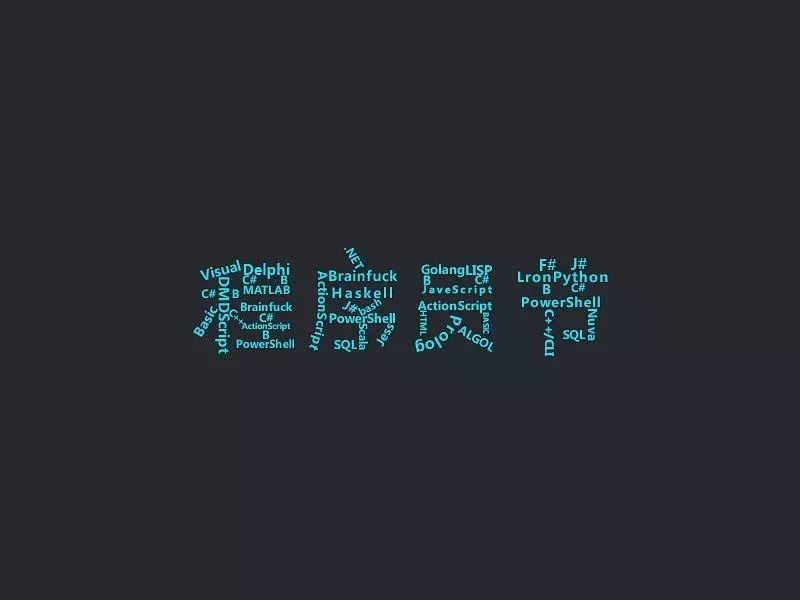 Visual
Delphi
C#
B
C#
B
MATLAB
DMDScript
Basic
Brainfuck
C++
C#
ActionScript
B
PowerShell
.NET
Brainfuck
ActionScript
Haskell
J#
bash
PowerShell
Scala
Jess
SQL
GolangLISP
B
C#
JaveScript
ActionScript
HTML
BASIC
Prolog
ALGOL
F#
J#
LronPython
B
C#
PowerShell
C++/CLI
Nuva
SQL